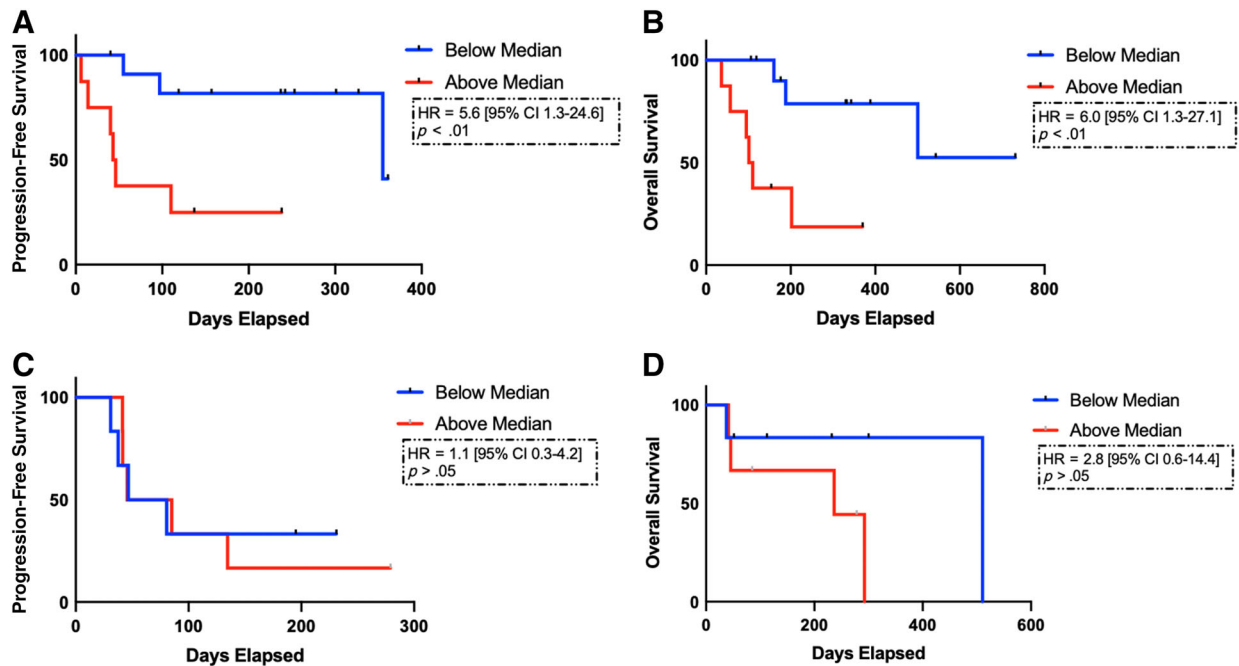 A
Progression-Free Survival
100
50
0
0 100 200 300 400
Days Elapsed
Below Median
Above Median
HR = 5.6 [95% CI 1.3-24.6]
p < .01
B
Overall Survival
100
50
0
0 200 400 600 800
Days Elapsed
Below Median
Above Median
HR = 6.0 [95% CI 1.3-27.1]
p < .01
C
Progression-Free Survival
100
50
0
0 100 200 300
Days Elapsed
Below Median
Above Median
HR = 1.1 [95% CI 0.3-4.2]
p > .05
D
Overall Survival
100
50
0
0 200 400 600
Days Elapsed
Below Median
Above Median
HR = 2.8 [95% CI 0.6-14.4]
p > .05